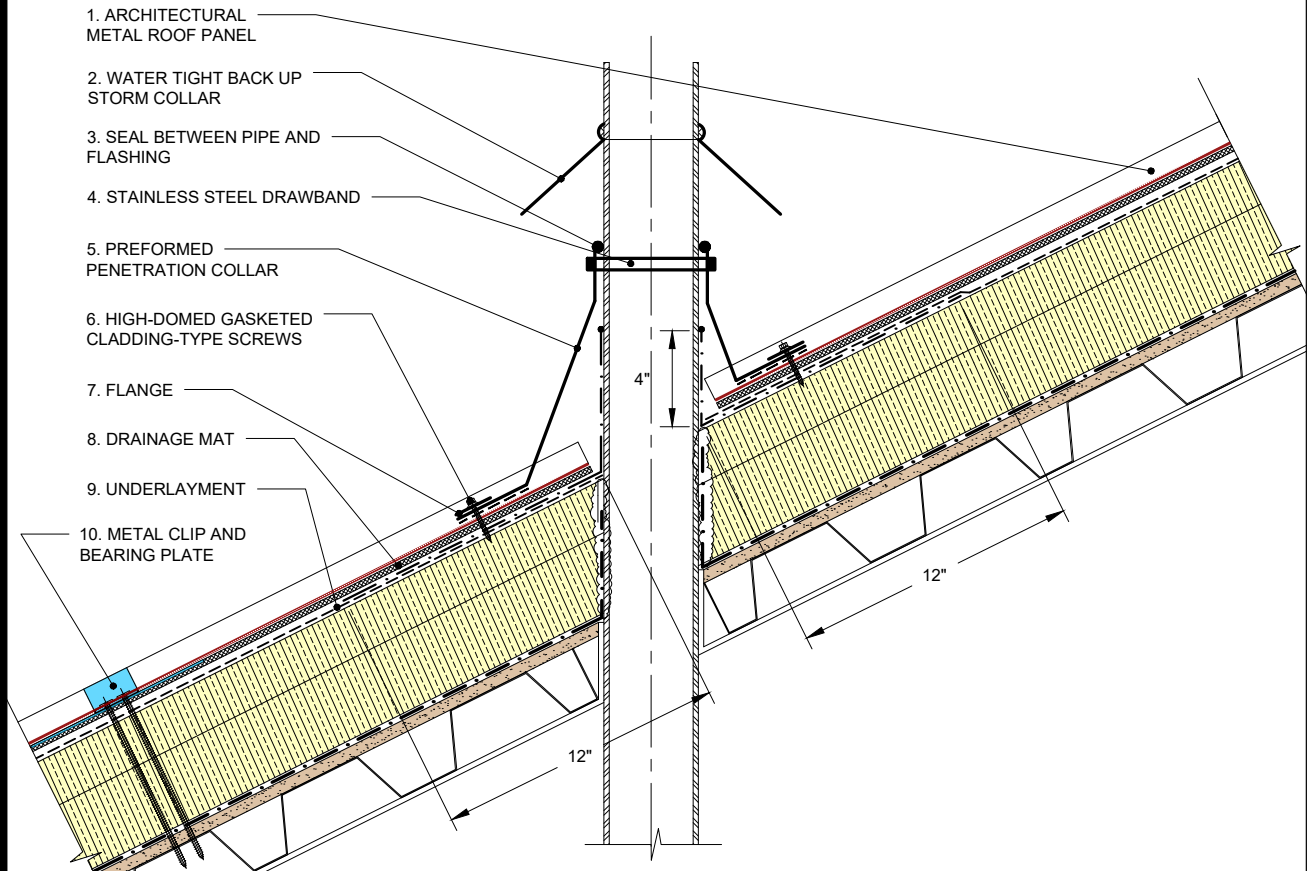 1. ARCHITECTURAL
METAL ROOF PANEL
2. WATER TIGHT BACK UP
STORM COLLAR
3. SEAL BETWEEN PIPE AND
FLASHING
4. STAINLESS STEEL DRAWBAND
5. PREFORMED
PENETRATION COLLAR
6. HIGH-DOMED GASKETED
CLADDING-TYPE SCREWS
7. FLANGE
8. DRAINAGE MAT
9. UNDERLAYMENT
10. METAL CLIP AND
BEARING PLATE
4"
12"
12"